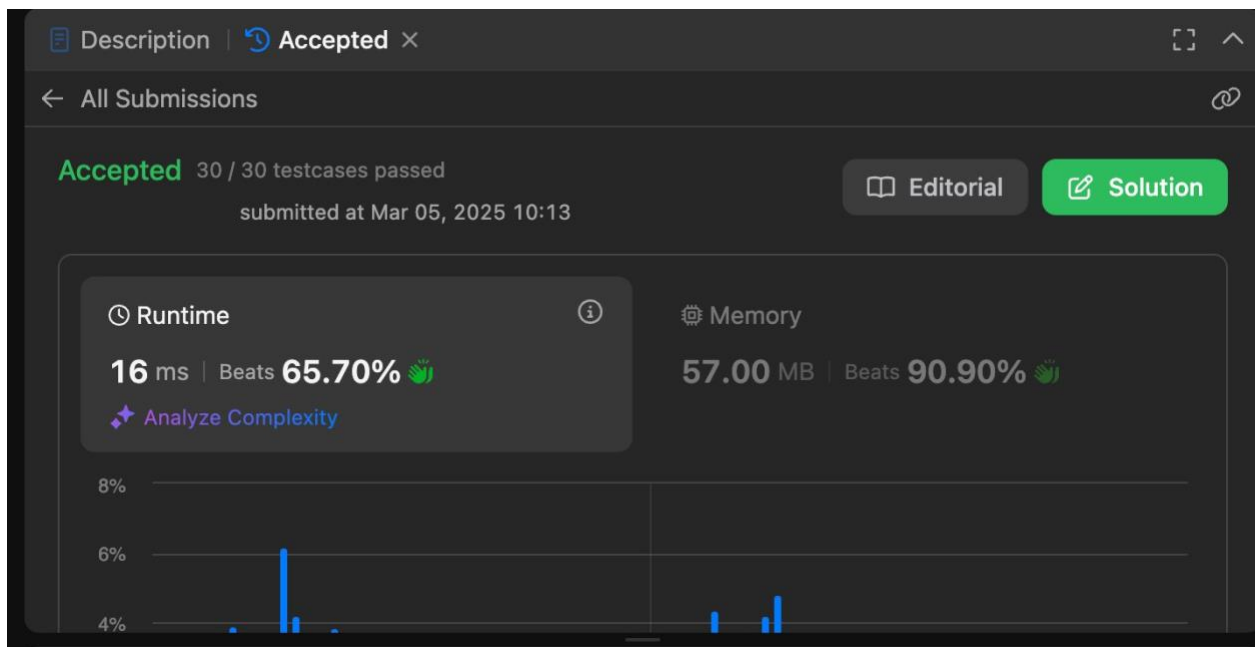 Description | Accepted ×
All Submissions
Accepted 30 / 30 testcases passed
submitted at Mar 05, 2025 10:13
Editorial
Solution
Runtime
16 ms | Beats 65.70%
Analyze Complexity
Memory
57.00 MB | Beats 90.90%
8%
6%
4%